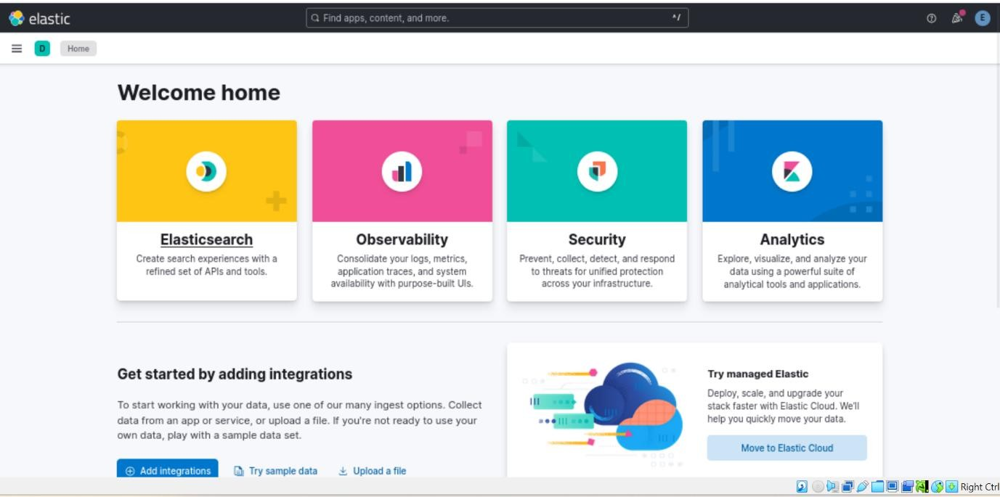 elastic
Find apps, content, and more.
^/
E
D
Home
Welcome home
Elasticsearch
Create search experiences with a
refined set of APIs and tools.
Observability
Consolidate your logs, metrics,
application traces, and system
availability with purpose-built UIs.
Security
Prevent, collect, detect, and respond
to threats for unified protection
across your infrastructure.
Analytics
Explore, visualize, and analyze your
data using a powerful suite of
analytical tools and applications.
Get started by adding integrations
To start working with your data, use one of our many ingest options. Collect
data from an app or service, or upload a file. If you're not ready to use your
own data, play with a sample data set.
Add integrations
Try sample data
Upload a file
Try managed Elastic
Deploy, scale, and upgrade your
stack faster with Elastic Cloud. We'll
help you quickly move your data.
Move to Elastic Cloud
Right Ctrl